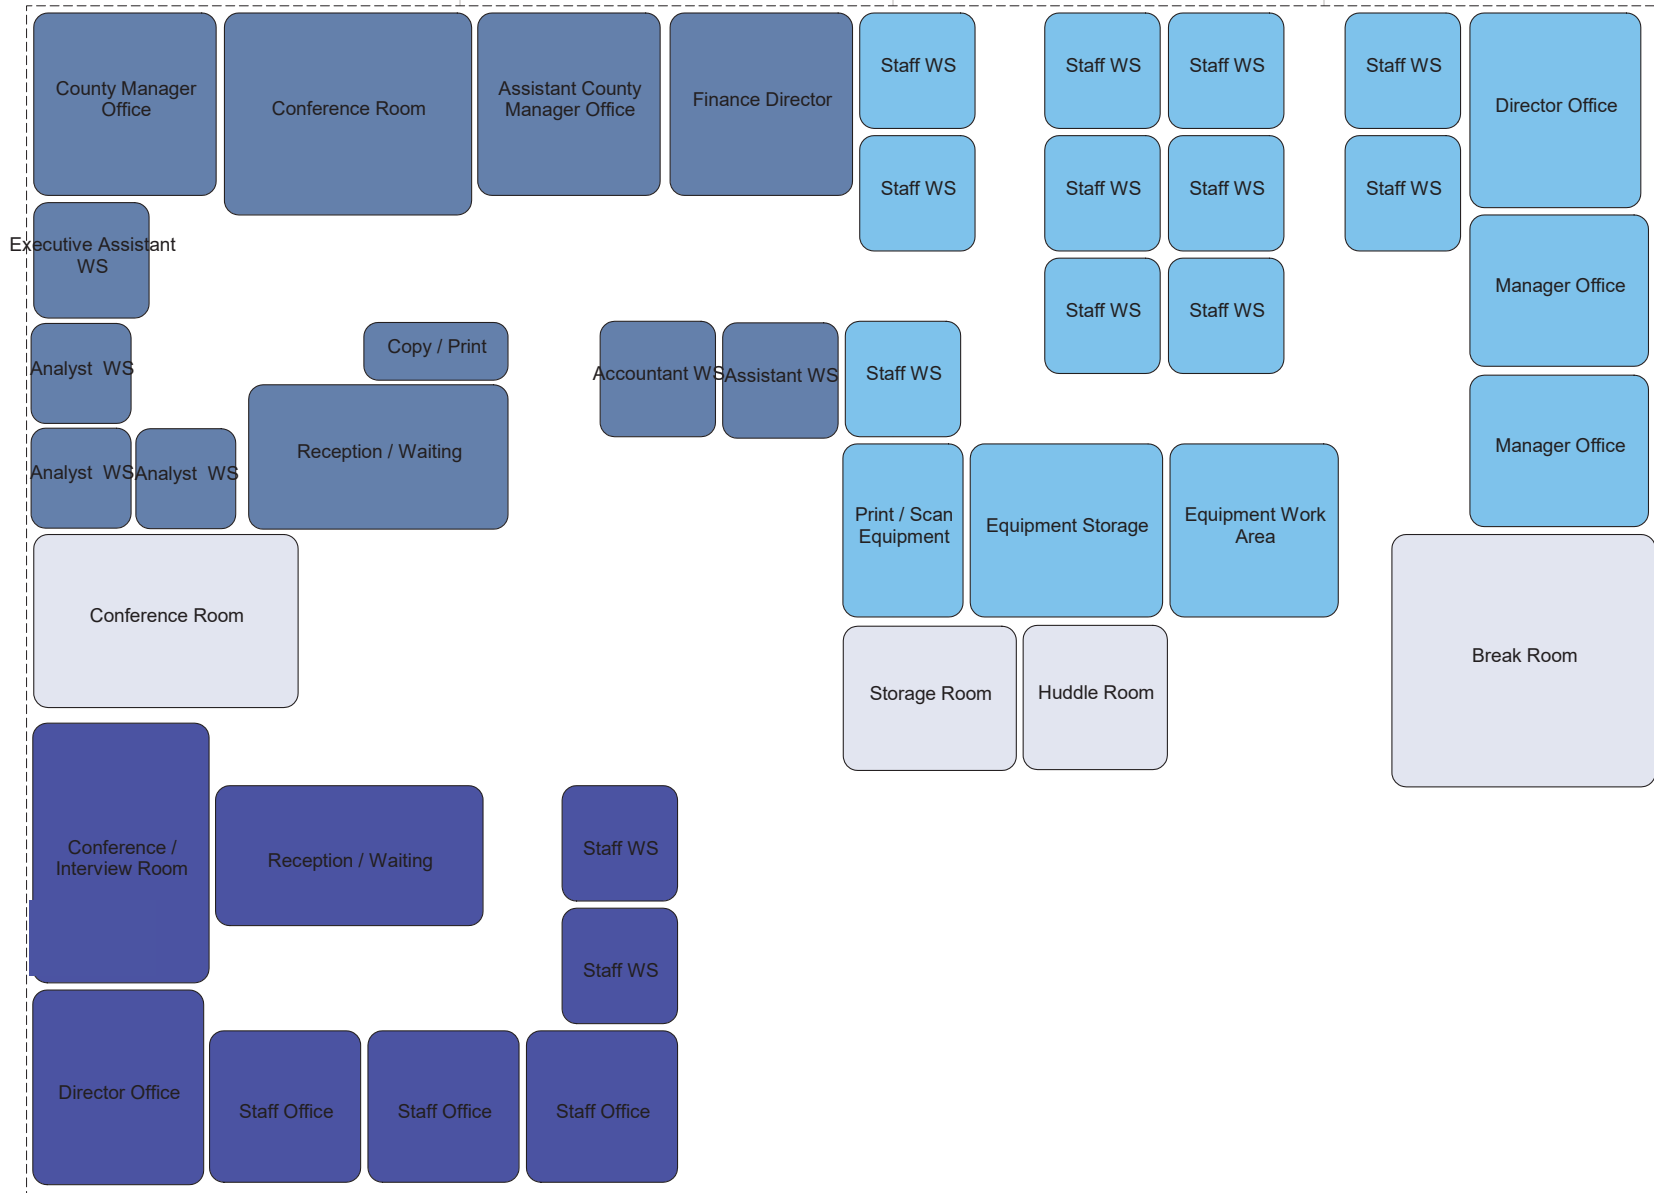 County Manager
Office
Conference Room
Assistant County
Manager Office
Finance Director
Staff WS
Staff WS
Staff WS
Staff WS
Director Office
Staff WS
Staff WS
Staff WS
Staff WS
Executive Assistant
WS
Manager Office
Staff WS
Staff WS
Copy / Print
Analyst  WS
Accountant WS
Assistant WS
Staff WS
Reception / Waiting
Manager Office
Analyst  WS
Analyst  WS
Print / Scan
Equipment
Equipment Storage
Equipment Work
Area
Conference Room
Break Room
Storage Room
Huddle Room
Conference /
Interview Room
Reception / Waiting
Staff WS
Staff WS
Director Office
Staff Office
Staff Office
Staff Office